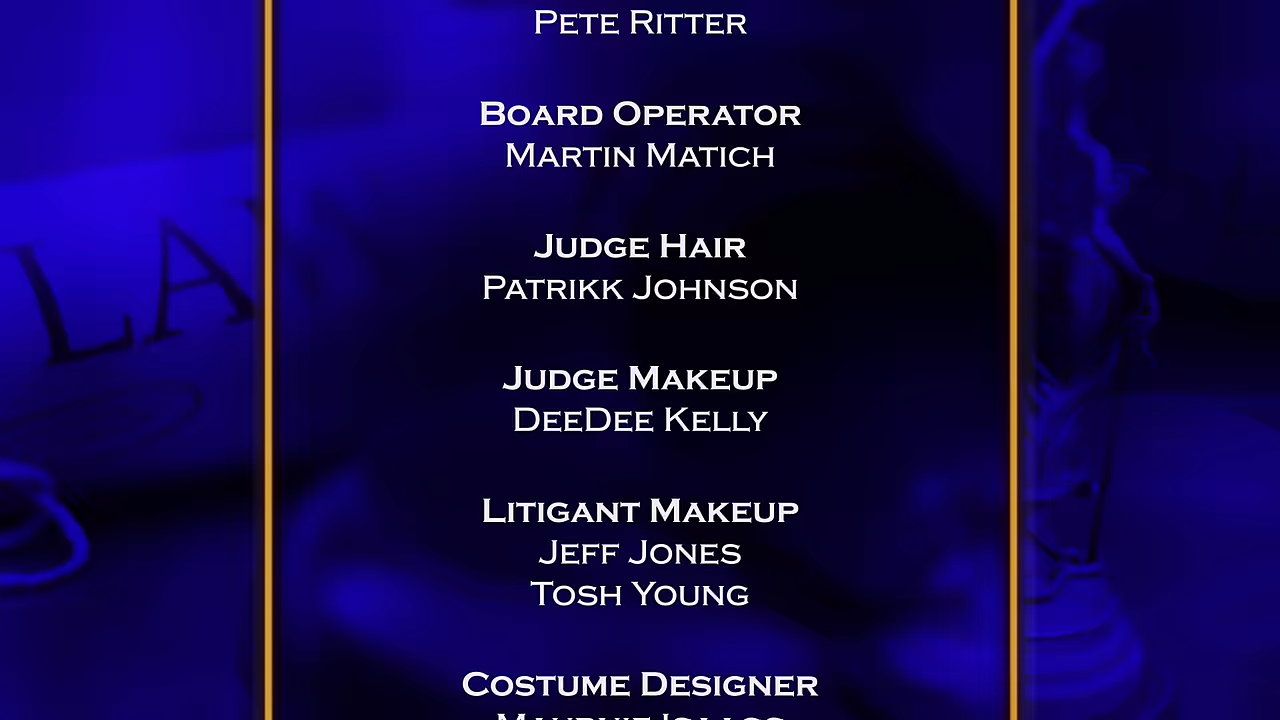 PETE RITTER
BOARD OPERATOR
MARTIN MATICH
JUDGE HAIR
PATRIKK JOHNSON
JUDGE MAKEUP
DEEDEE KELLY
LITIGANT MAKEUP
JEFF JONES
TOSH YOUNG
COSTUME DESIGNER
LA